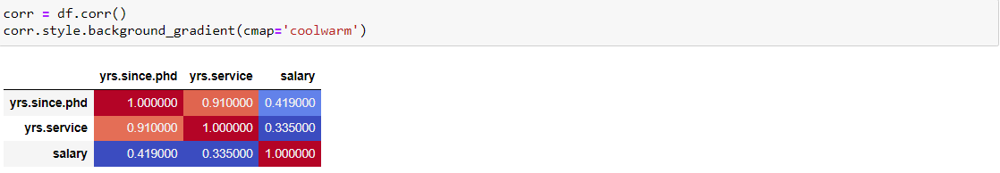 corr = df.corr()
corr.style.background_gradient(cmap='coolwarm')
yrs.since.phd yrs.service salary
yrs.since.phd 1.000000 0.910000 0.419000
yrs.service 0.910000 1.000000 0.335000
salary 0.419000 0.335000 1.000000